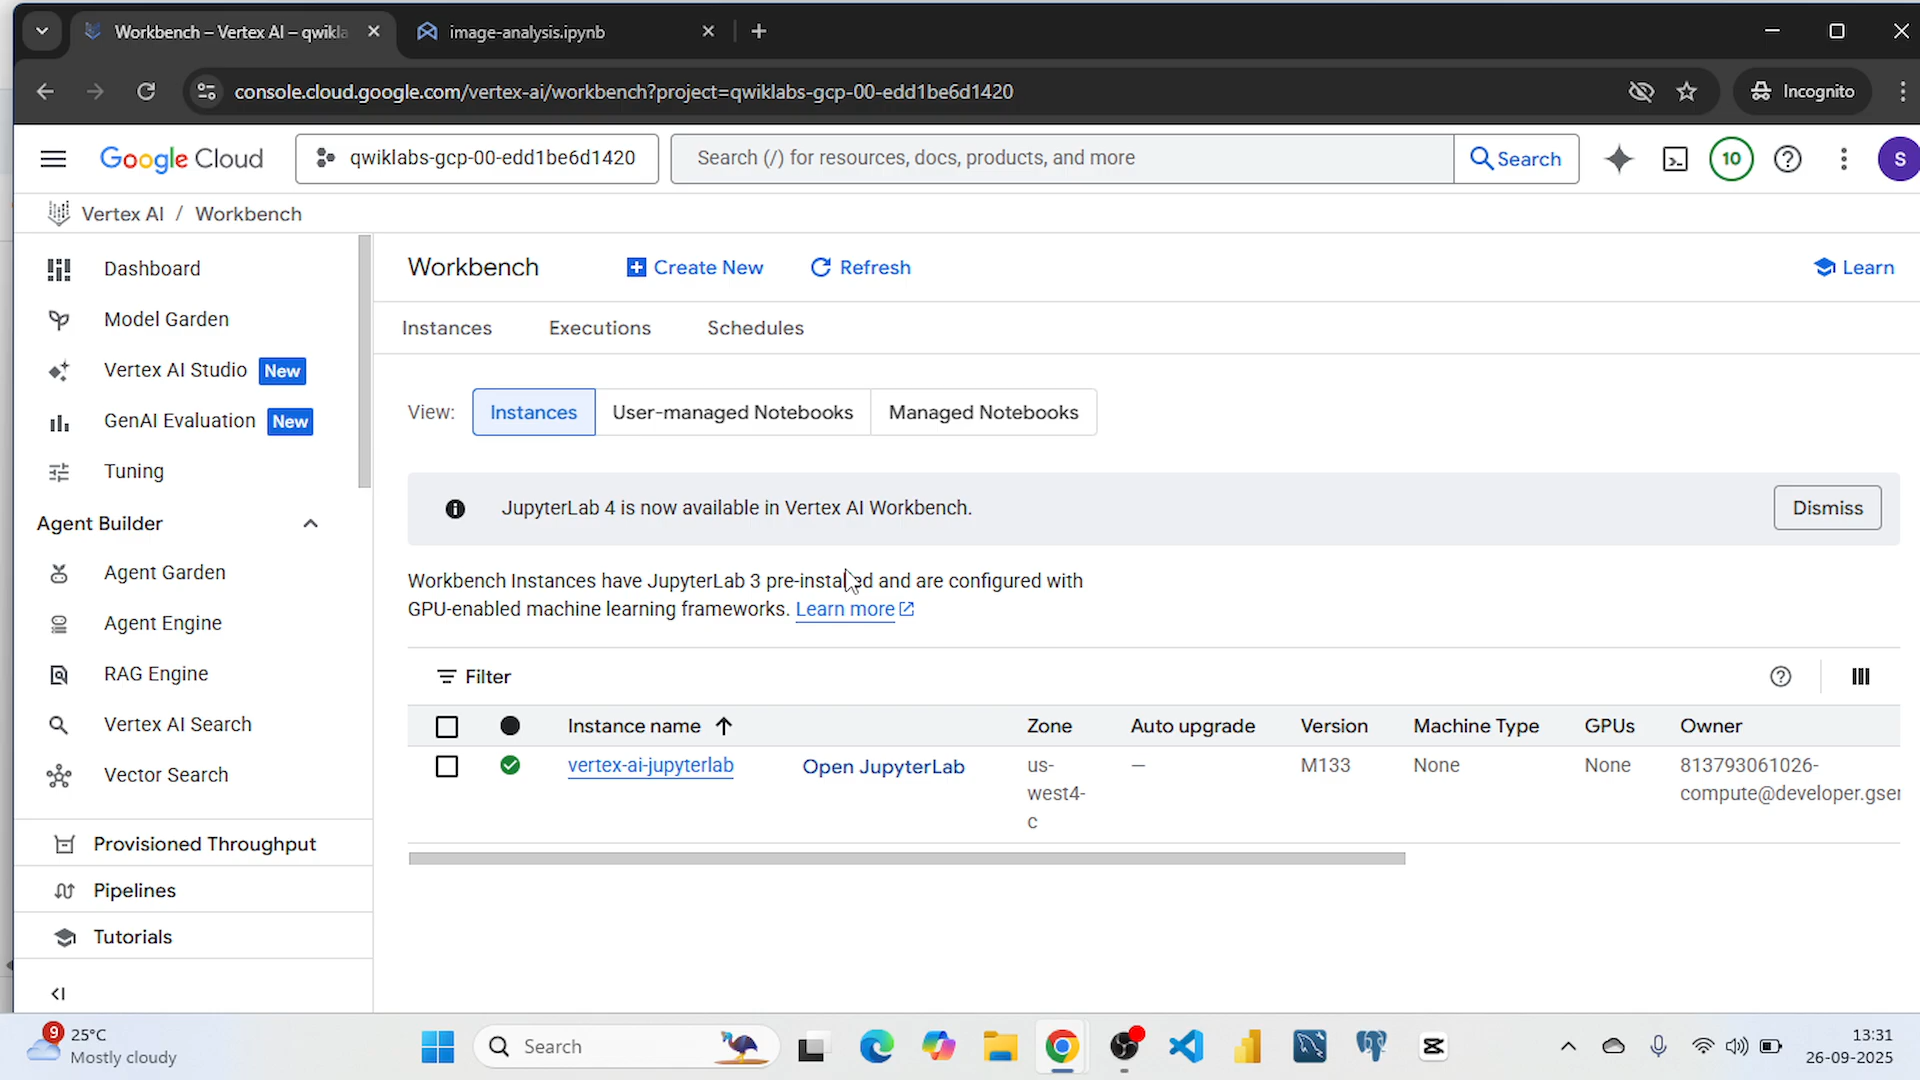 Workbench – Vertex AI – qwikla
image-analysis.ipynb
console.cloud.google.com/vertex-ai/workbench?project=qwiklabs-gcp-00-edd1be6d1420
Incognito
Google Cloud
qwiklabs-gcp-00-edd1be6d1420
Search (/) for resources, docs, products, and more
Search
10
S
Vertex AI / Workbench
Dashboard
Model Garden
Vertex AI Studio New
GenAI Evaluation New
Tuning
Agent Builder
Agent Garden
Agent Engine
RAG Engine
Vertex AI Search
Vector Search
Provisioned Throughput
Pipelines
Tutorials
Workbench
Create New
Refresh
Learn
Instances
Executions
Schedules
View:
Instances
User-managed Notebooks
Managed Notebooks
JupyterLab 4 is now available in Vertex AI Workbench.
Dismiss
Workbench Instances have JupyterLab 3 pre-installed and are configured with
GPU-enabled machine learning frameworks. Learn more
Filter
Instance name Zone Auto upgrade Version Machine Type GPUs Owner
vertex-ai-jupyterlab Open JupyterLab us- — M133 None None 813793061026-
west4- compute@developer.gser
c
9
25°C
Mostly cloudy
Search
13:31
26-09-2025